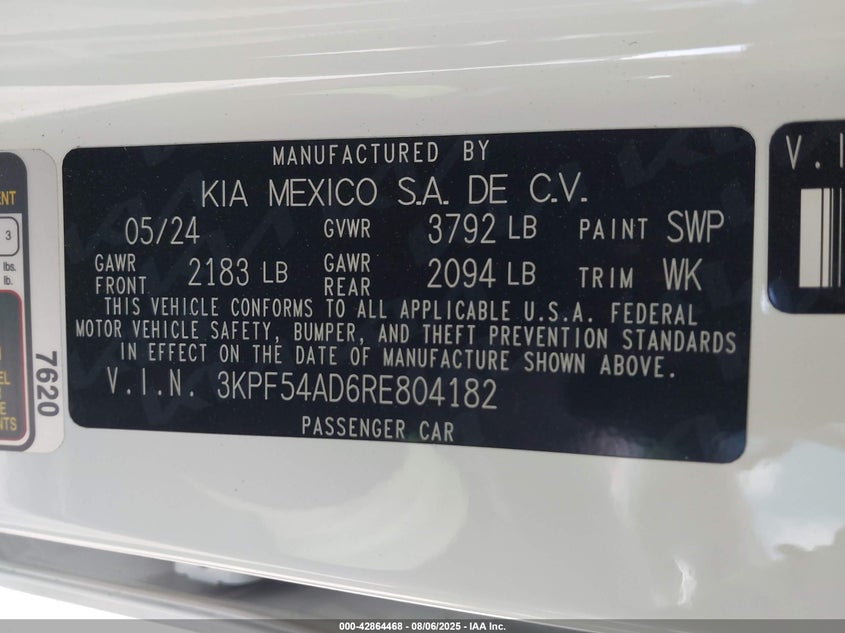 MANUFACTURED BY
KIA MEXICO S.A. DE C.V.
05/24 GVWR 3792 LB PAINT SWP
GAWR FRONT 2183 LB GAWR REAR 2094 LB TRIM WK
THIS VEHICLE CONFORMS TO ALL APPLICABLE U.S.A. FEDERAL
MOTOR VEHICLE SAFETY, BUMPER, AND THEFT PREVENTION STANDARDS
IN EFFECT ON THE DATE OF MANUFACTURE SHOWN ABOVE.
V.I.N. 3KPF54AD6RE804182
PASSENGER CAR
3
lbs.
lb.
7620
V.I
000-42864468 - 08/06/2025 - IAA Inc.